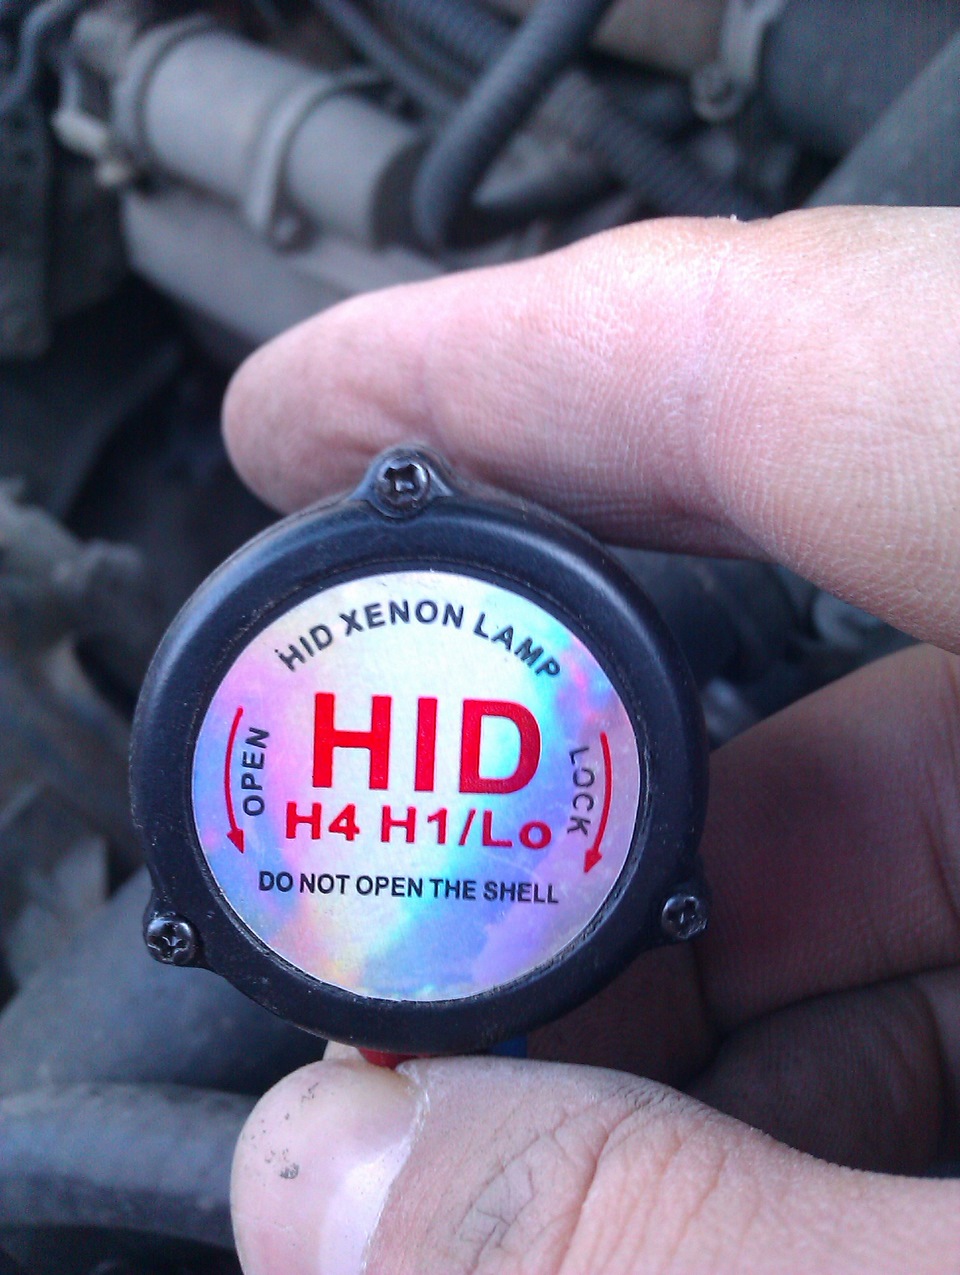 HID XENON LAMP
OPEN
HID
LOCK
H4 H1/Lo
DO NOT OPEN THE SHELL